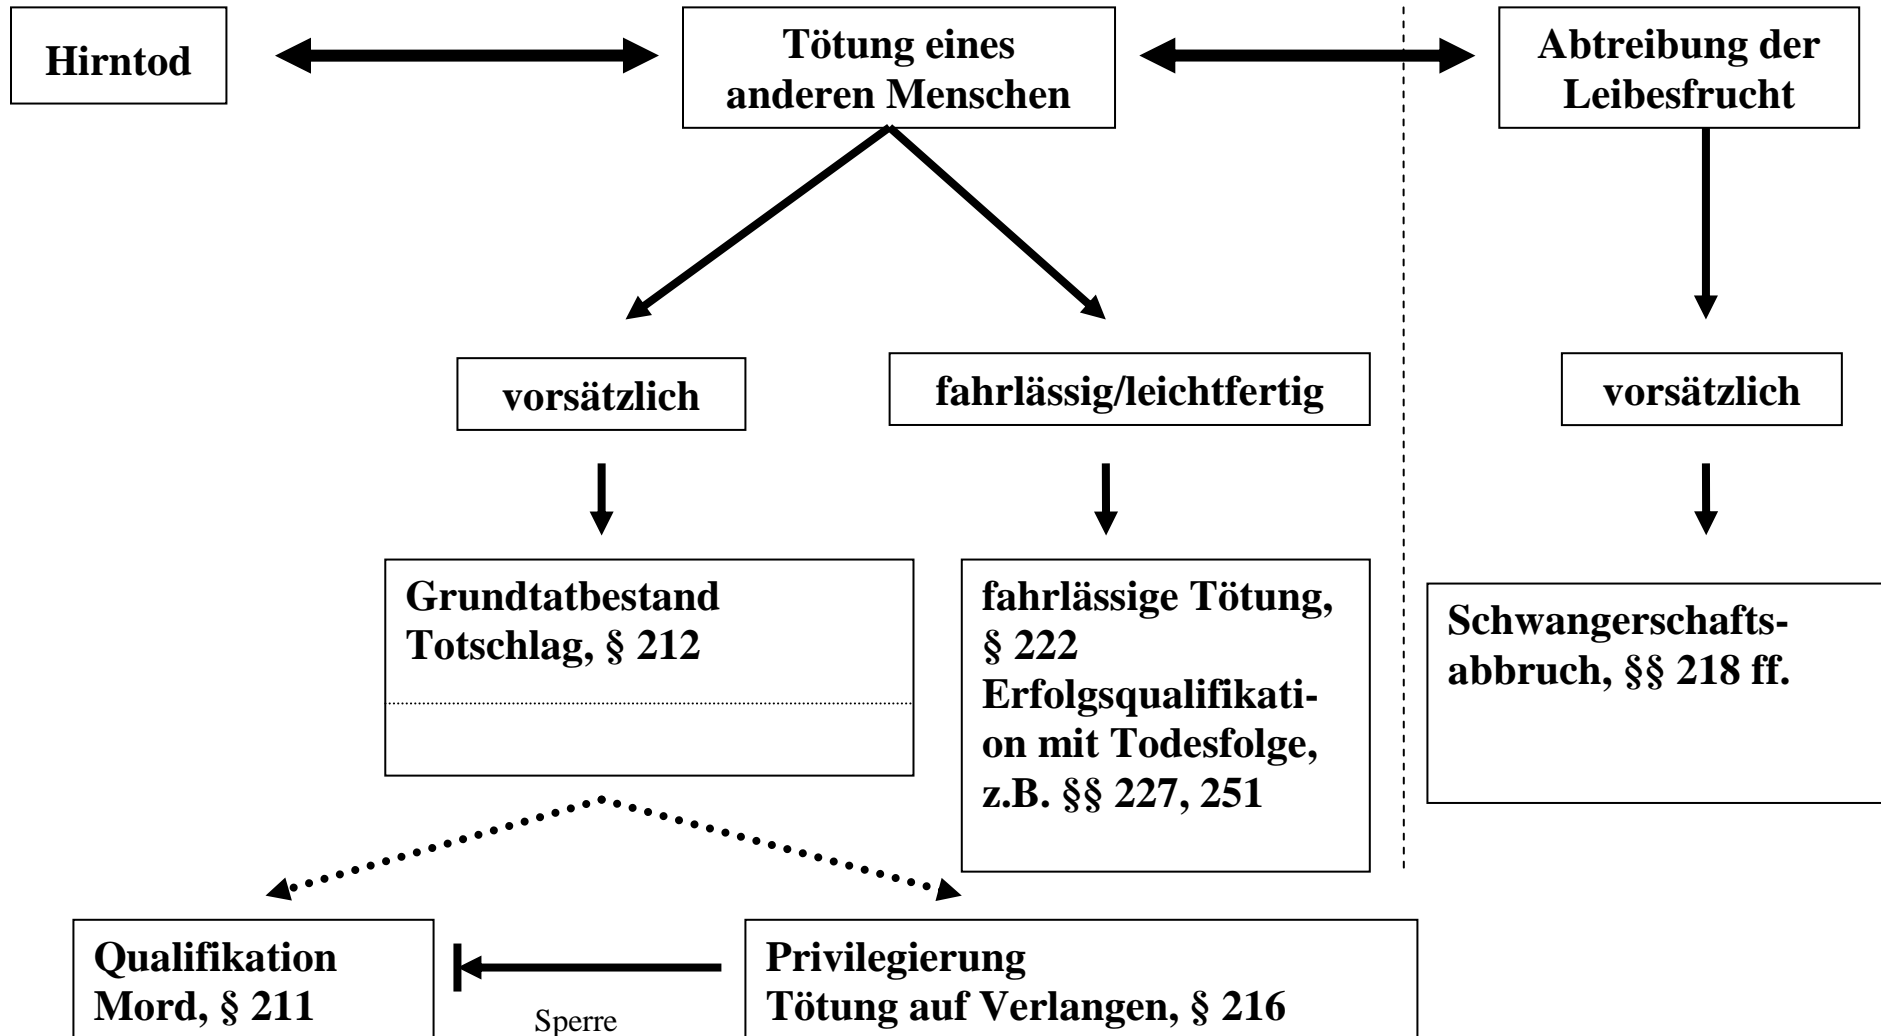 Hirntod
Tötung eines
anderen Menschen
Abtreibung der
Leibesfrucht
vorsätzlich
fahrlässig/leichtfertig
vorsätzlich
Grundtatbestand
Totschlag, § 212
fahrlässige Tötung,
§ 222
Erfolgsqualifikati-
on mit Todesfolge,
z.B. §§ 227, 251
Schwangerschafts-
abbruch, §§ 218 ff.
Qualifikation
Mord, § 211
Sperre
Privilegierung
Tötung auf Verlangen, § 216